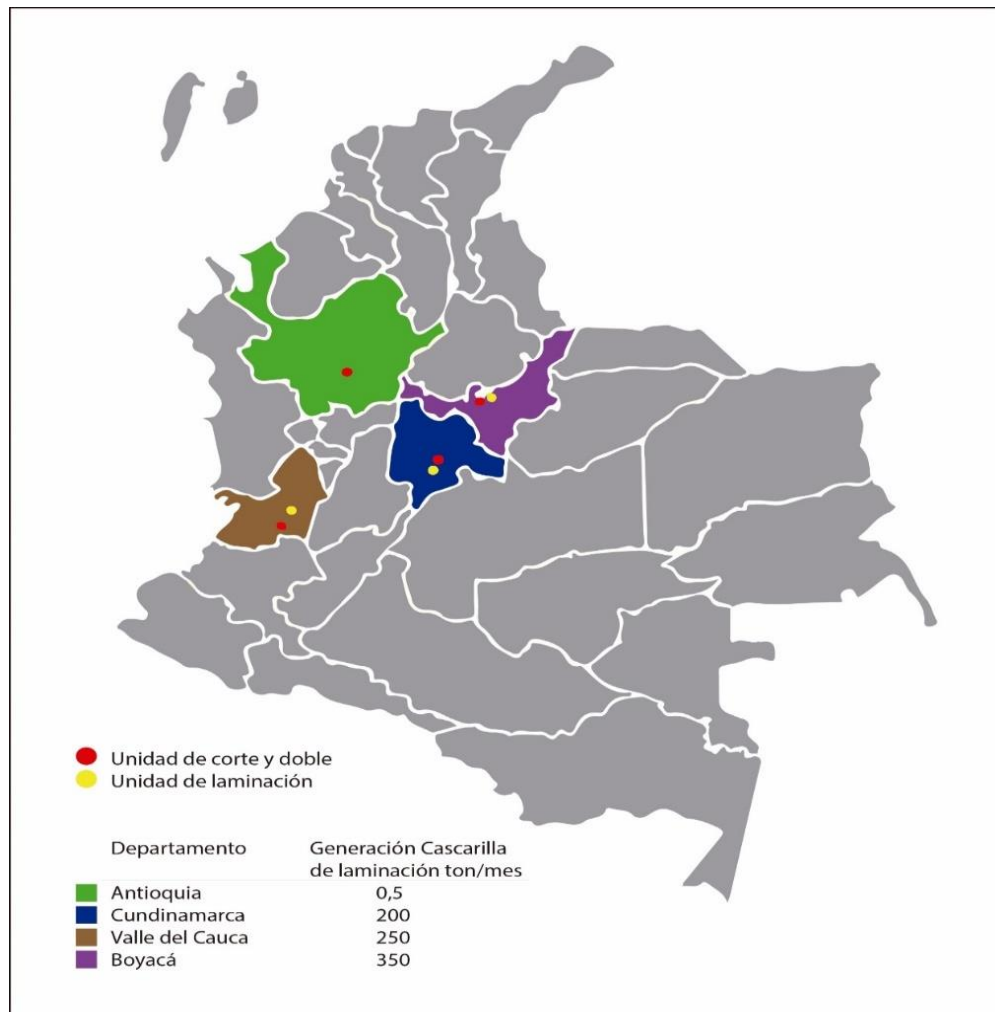 Unidad de corte y doble
Unidad de laminación
Departamento Generación Cascarilla
de laminación ton/mes
Antioquia 0,5
Cundinamarca 200
Valle del Cauca 250
Boyacá 350